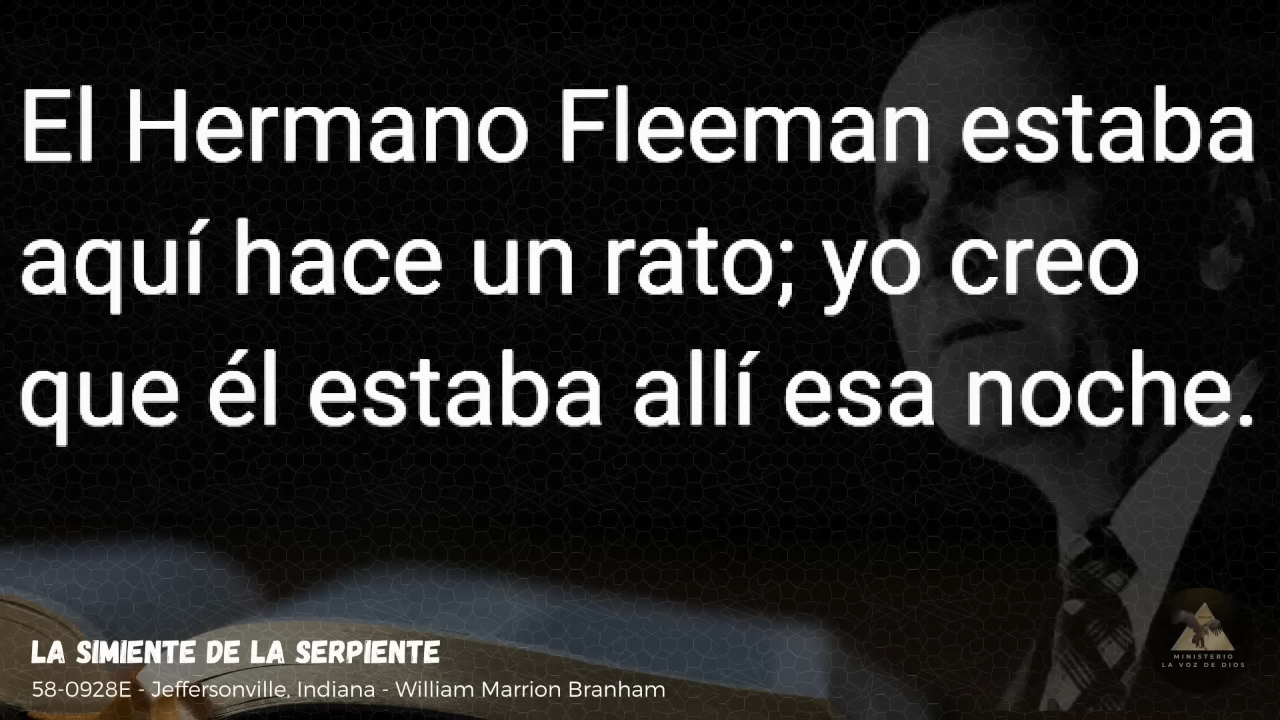 El Hermano Fleeman estaba
aquí hace un rato; yo creo
que él estaba allí esa noche.
LA SIMIENTE DE LA SERPIENTE
58-0928E - Jeffersonville, Indiana - William Marrion Branham
MINISTERIO
LA VOZ DE DIOS